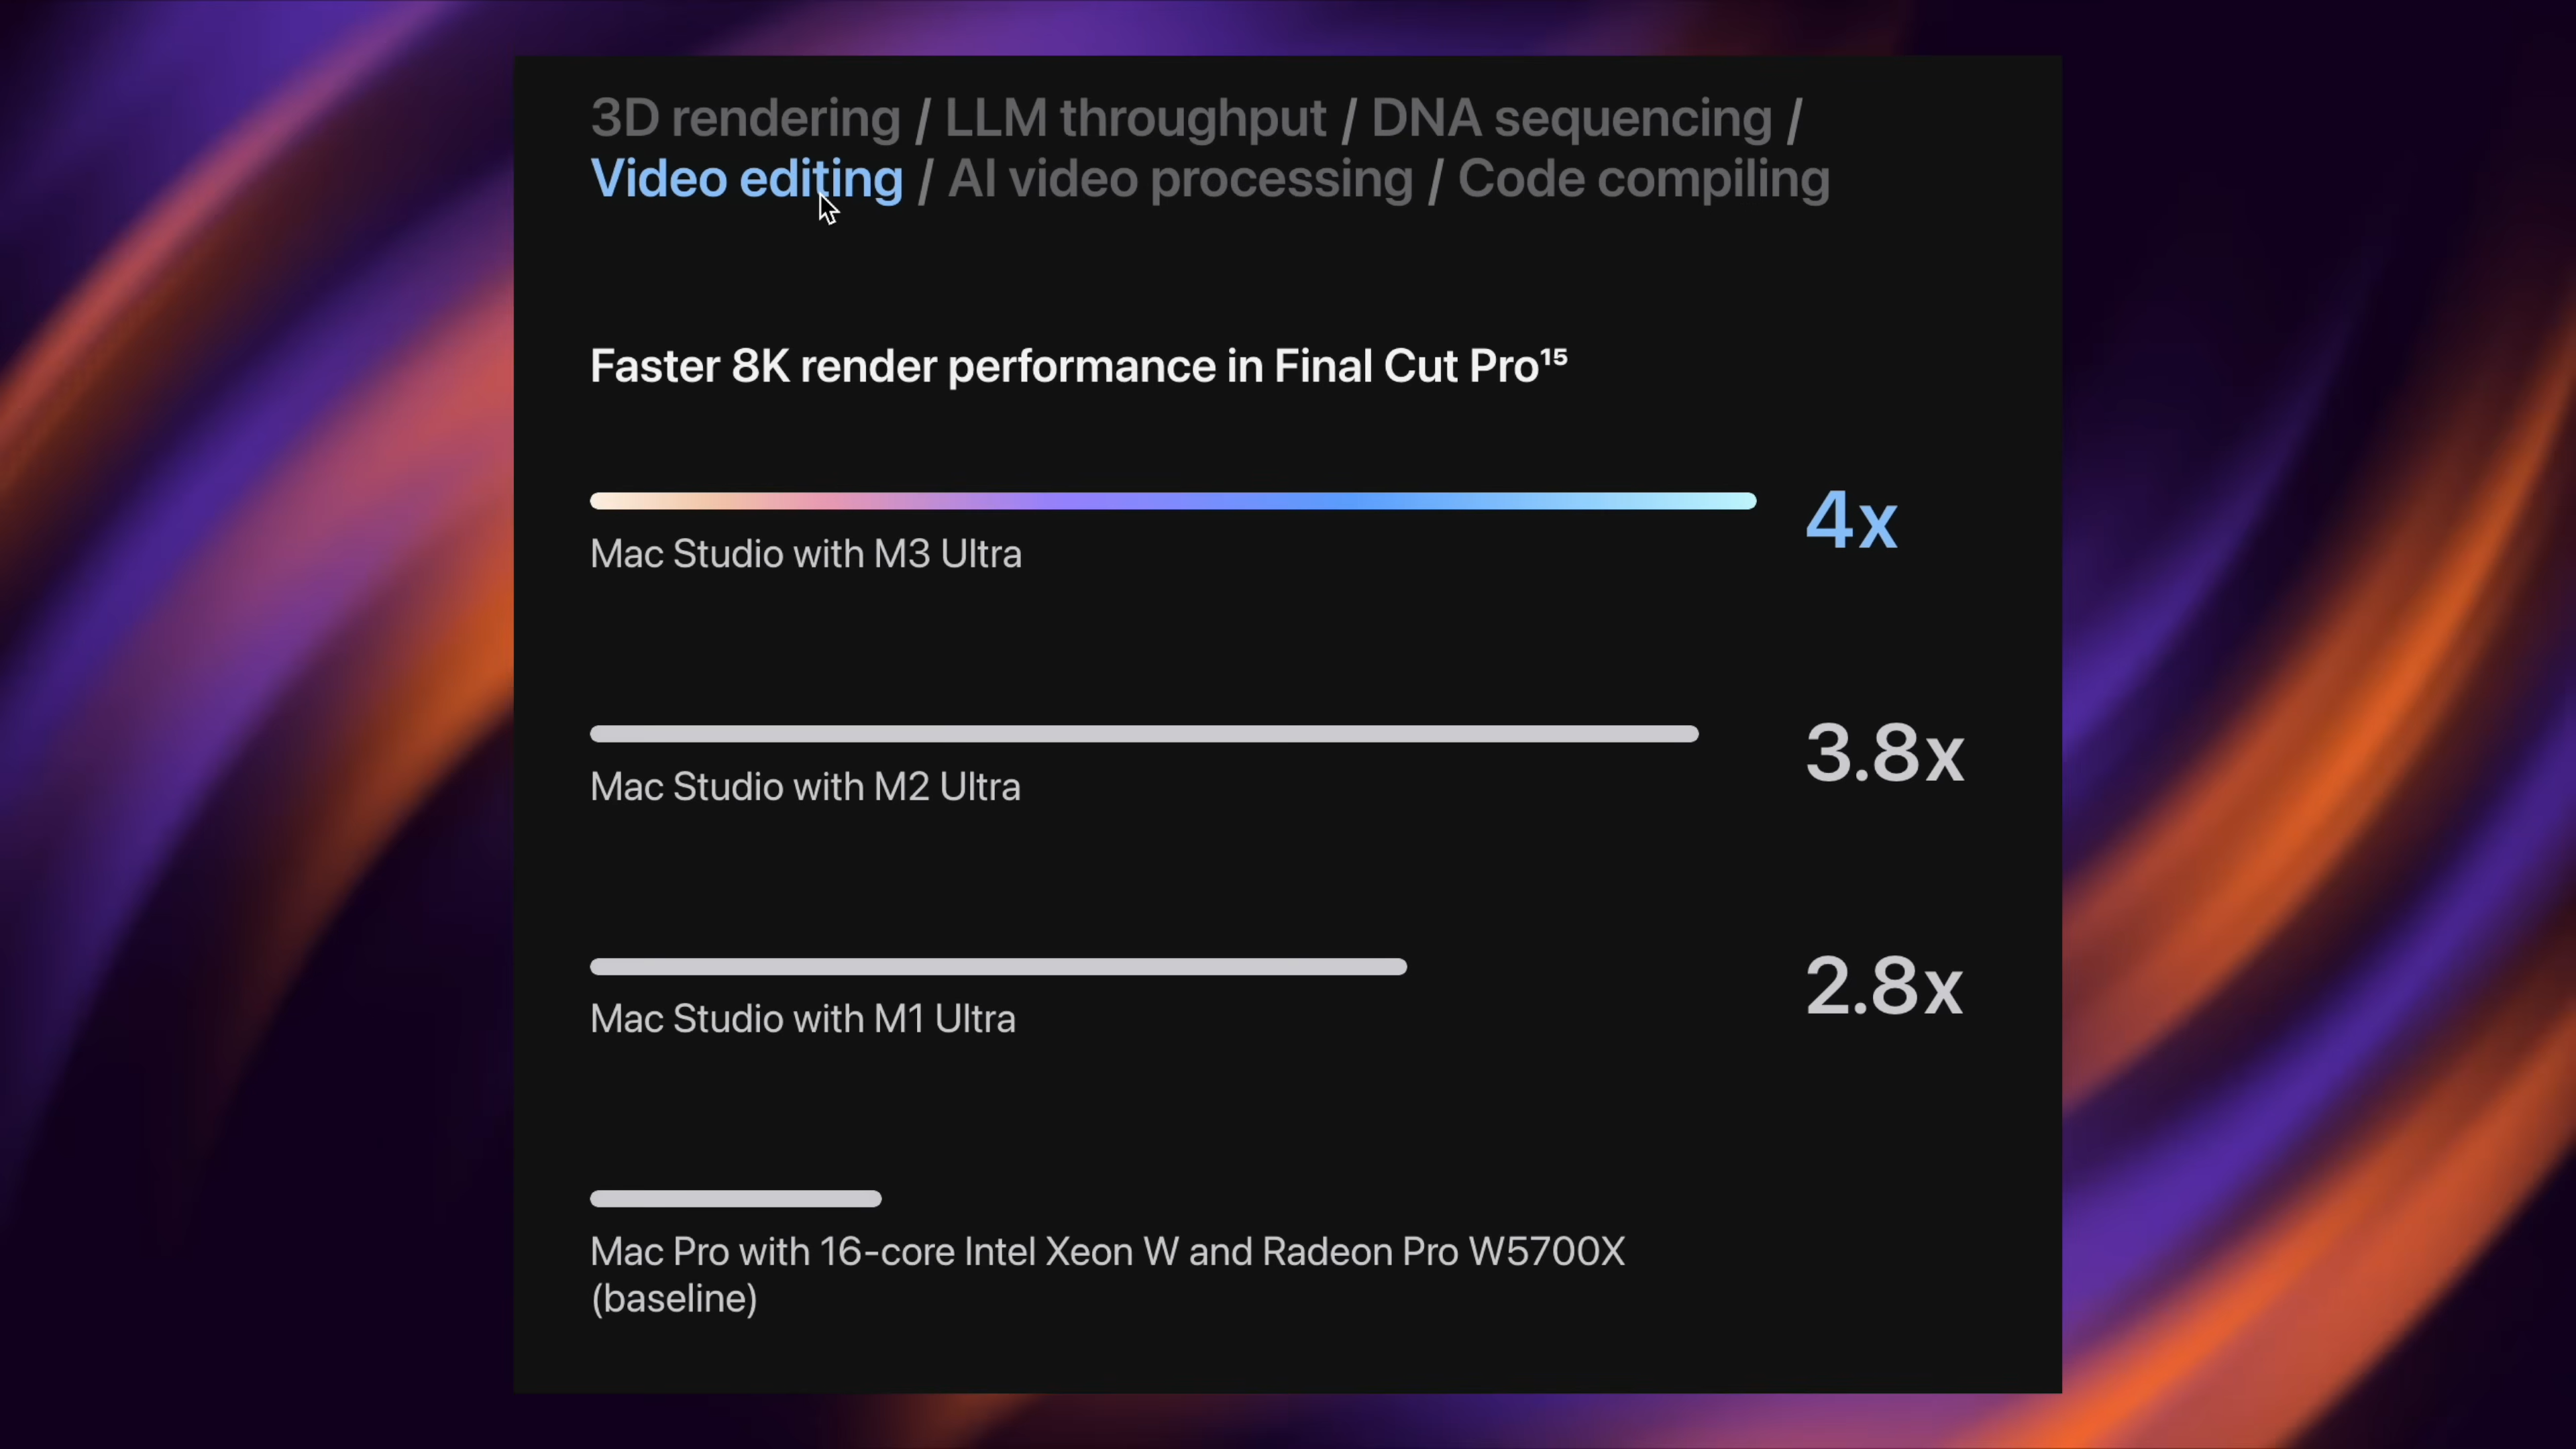 3D rendering / LLM throughput / DNA sequencing /
Video editing / AI video processing / Code compiling
Faster 8K render performance in Final Cut Pro¹⁵
4x
Mac Studio with M3 Ultra
3.8x
Mac Studio with M2 Ultra
2.8x
Mac Studio with M1 Ultra
Mac Pro with 16-core Intel Xeon W and Radeon Pro W5700X
(baseline)